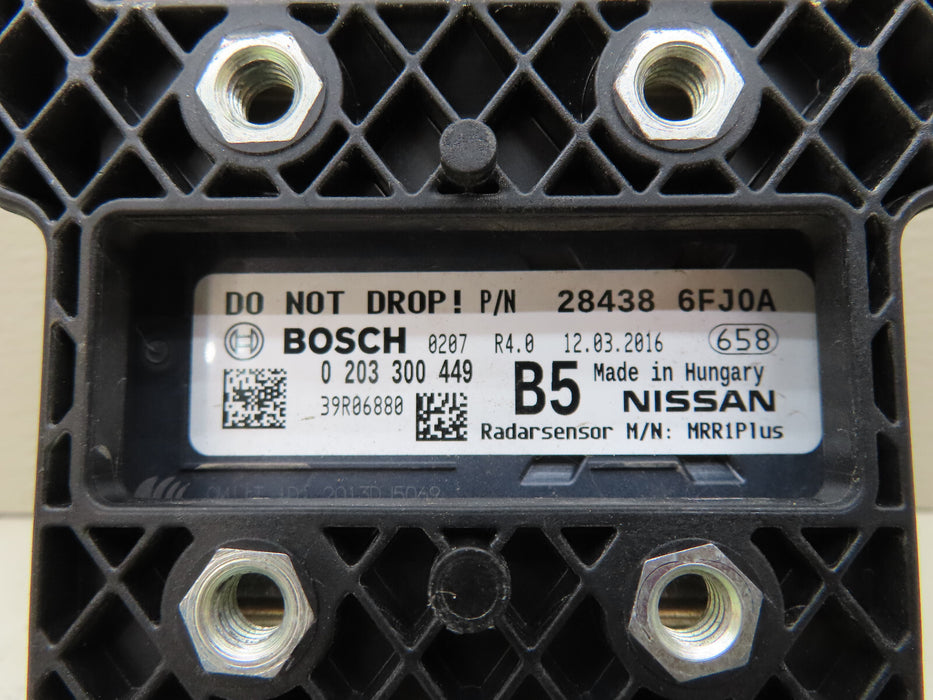 DO NOT DROP! P/N 28438 6FJ0A
BOSCH 0207 R4.0 12.03.2016 658
0 203 300 449 B5 Made in Hungary
39R06880 NISSAN
Radarsensor M/N: MRR1Plus